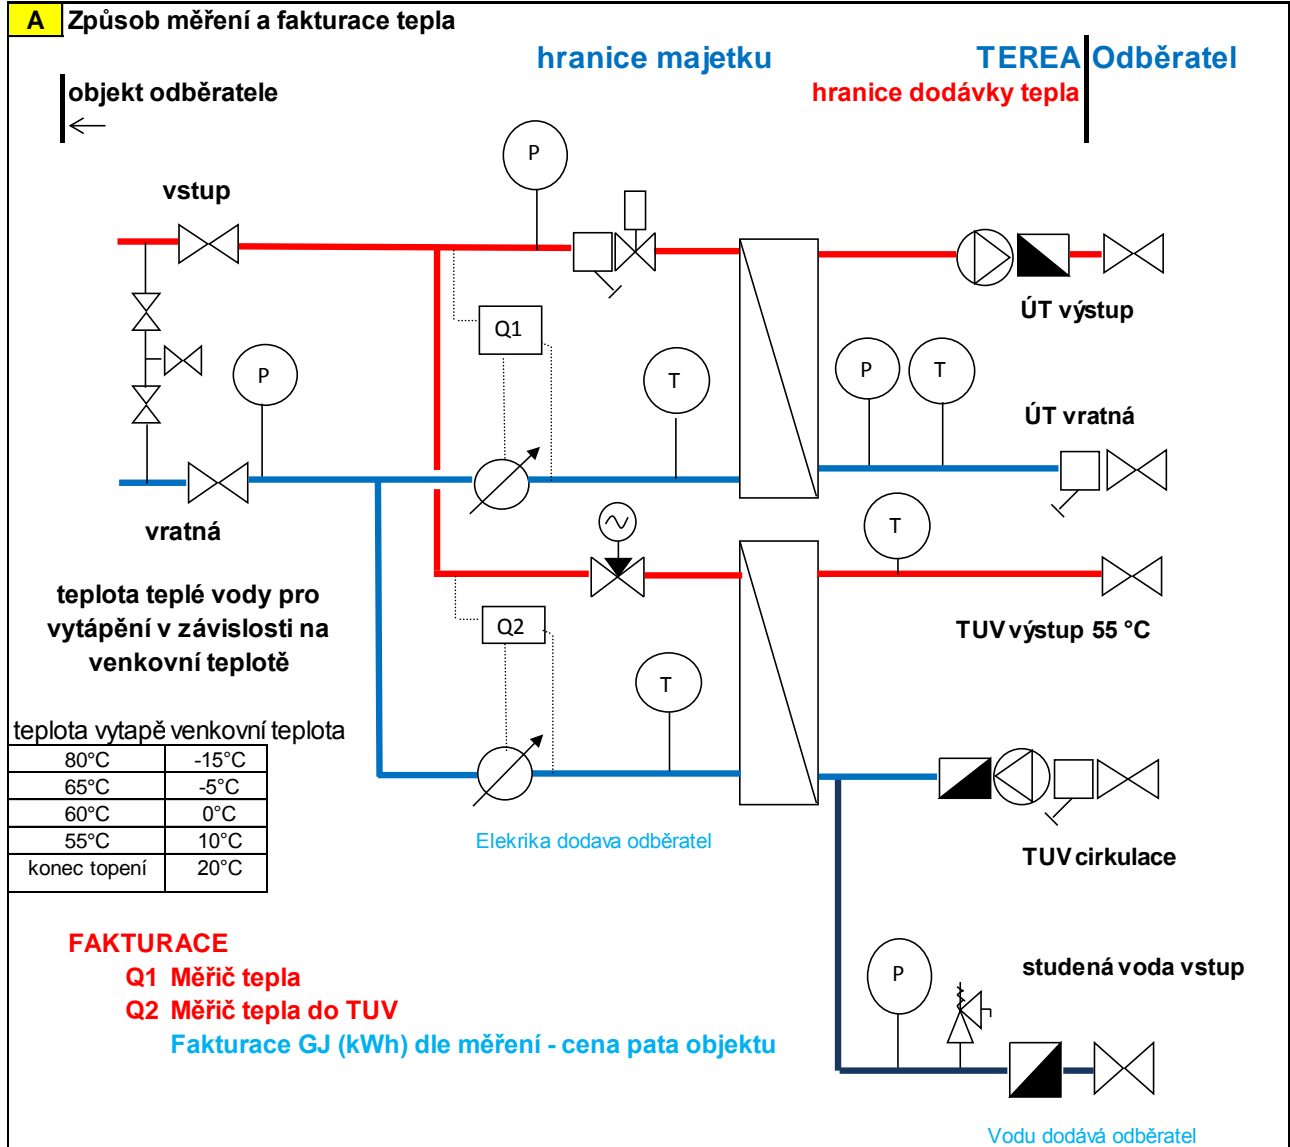 A Způsob měření a fakturace tepla
hranice majetku TEREA Odběratel
objekt odběratele hranice dodávky tepla
P
vstup
Q1
ÚT výstup
P
T
P
T
ÚT vratná
vratná
T
teplota teplé vody pro
vytápění v závislosti na
venkovní teplotě
Q2
TUV výstup 55 °C
T
teplota vytapě venkovní teplota
80°C -15°C
65°C -5°C
60°C 0°C
55°C 10°C
konec topení 20°C
Elekrika dodava odběratel
TUV cirkulace
FAKTURACE
Q1 Měřič tepla
Q2 Měřič tepla do TUV
Fakturace GJ (kWh) dle měření - cena pata objektu
P
studená voda vstup
Vodu dodává odběratel